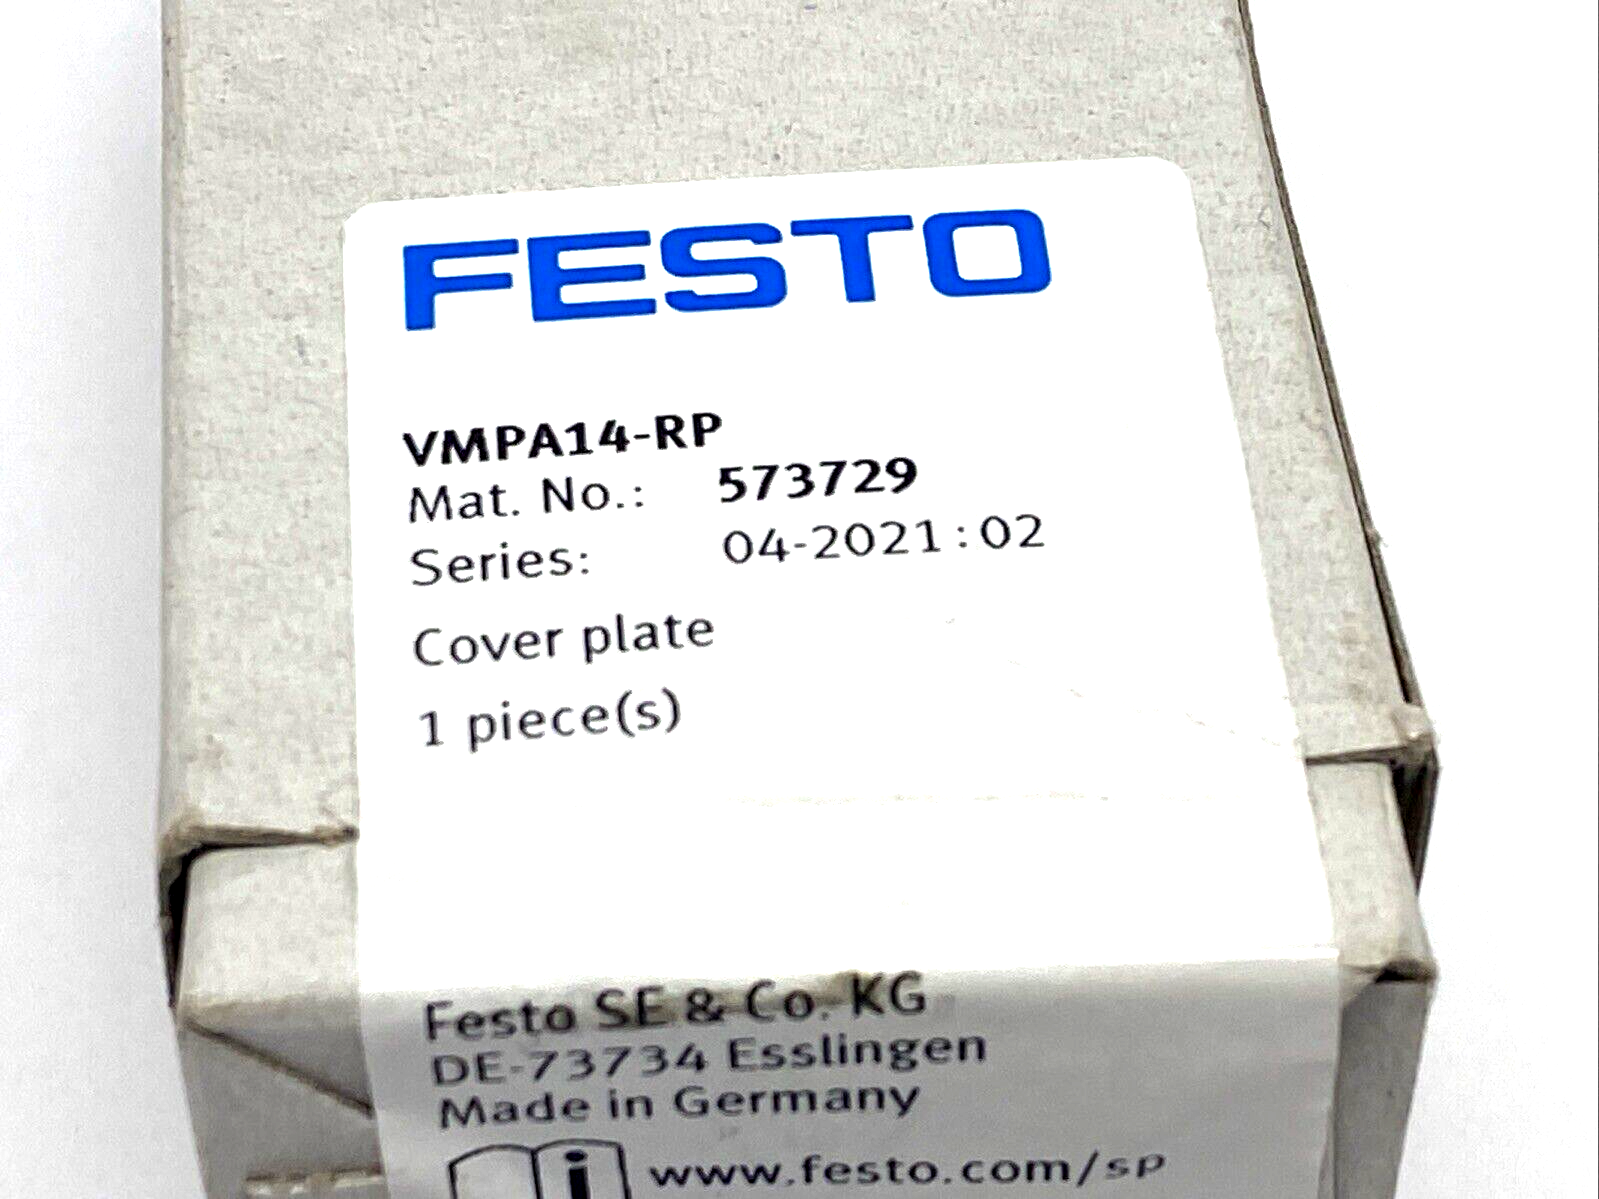 FESTO
VMPA14-RP
Mat. No.: 573729
Series: 04-2021:02
Cover plate
1 piece(s)
Festo SE & Co. KG
DE-73734 Esslingen
Made in Germany
i www.festo.com/sp